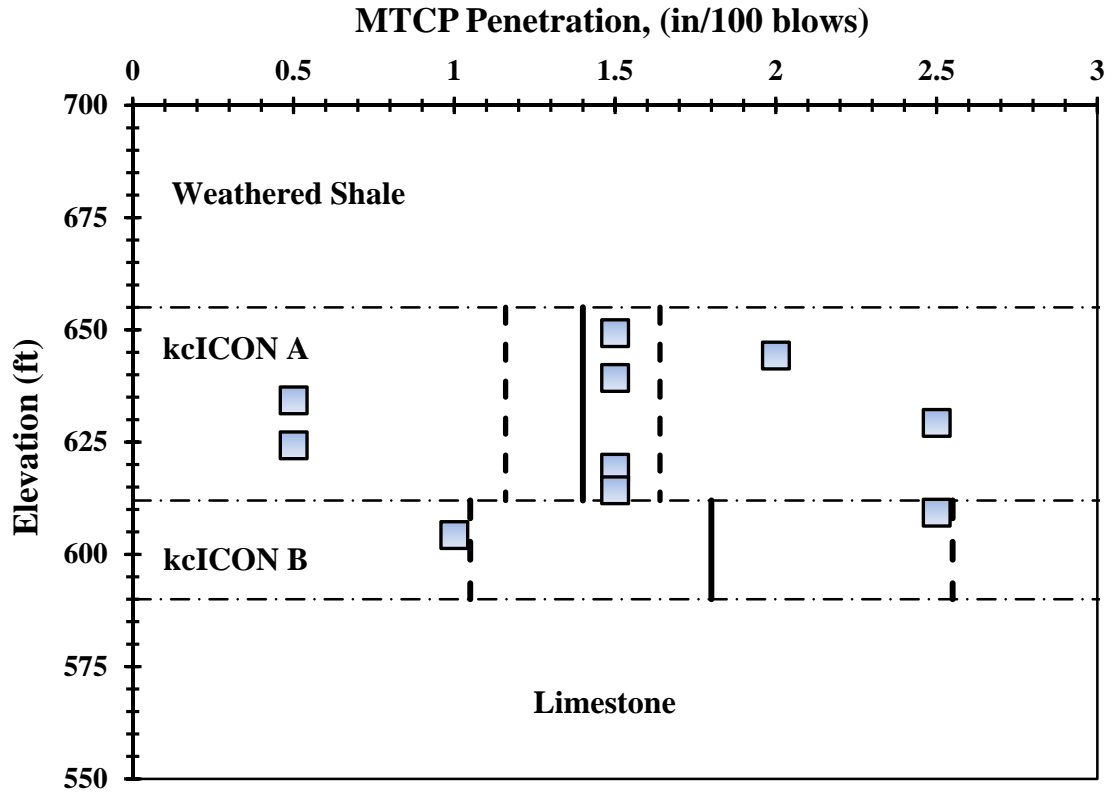 MTCP Penetration, (in/100 blows)
0 0.5 1 1.5 2 2.5 3
700
Weathered Shale
675
650
kcICON A
625
Elevation (ft)
600
kcICON B
575
Limestone
550